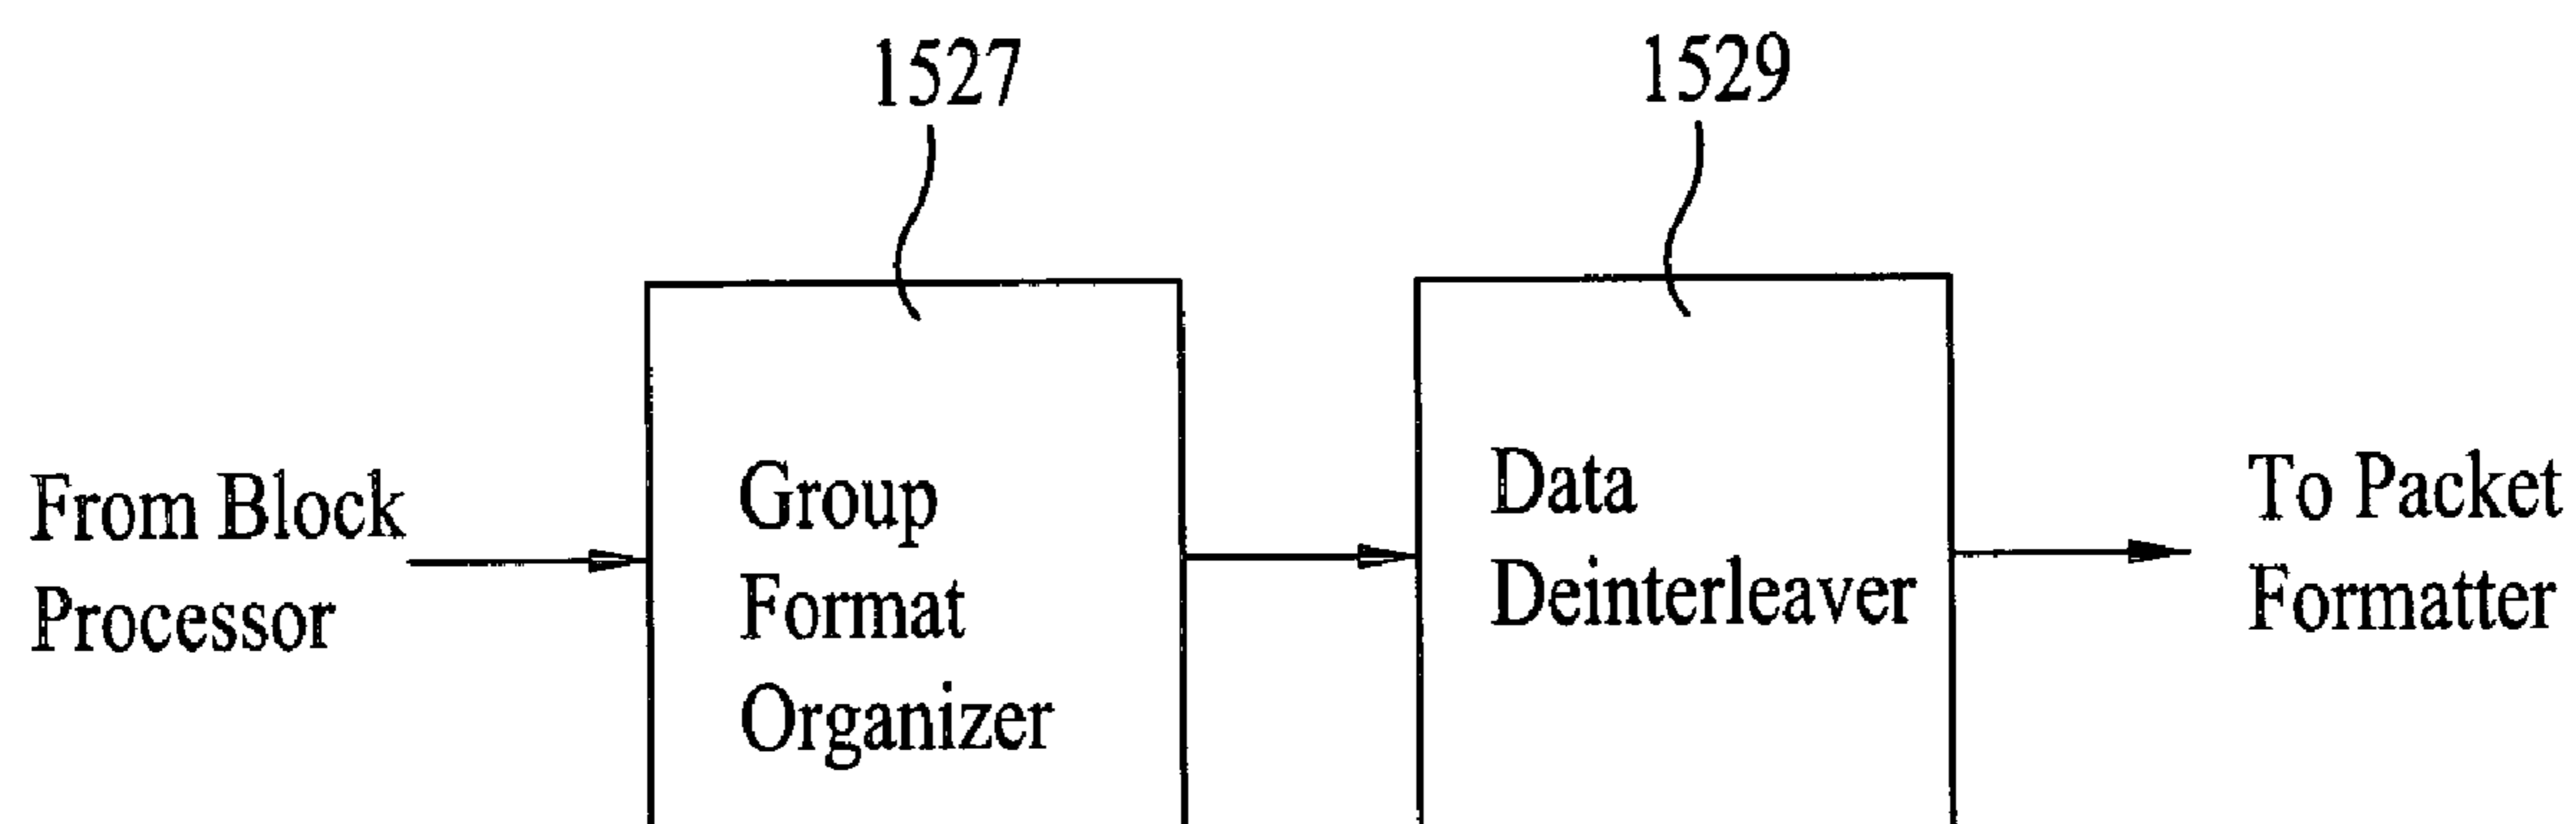 1527
1529
From Block
Processor
Group
Format
Organizer
Data
Deinterleaver
To Packet
Formatter